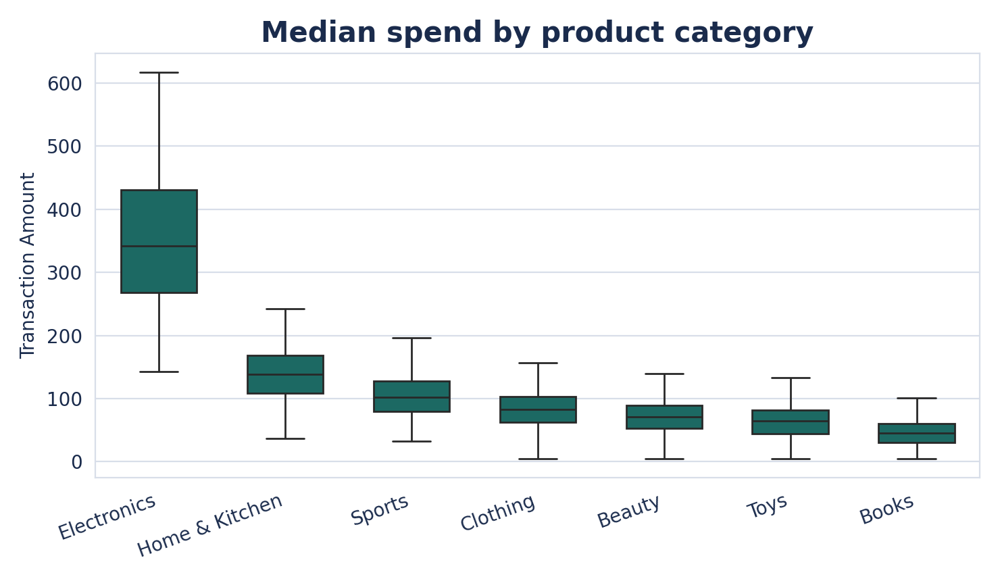 Median spend by product category
Transaction Amount
600
500
400
300
200
100
0
Electronics
Home & Kitchen
Sports
Clothing
Beauty
Toys
Books